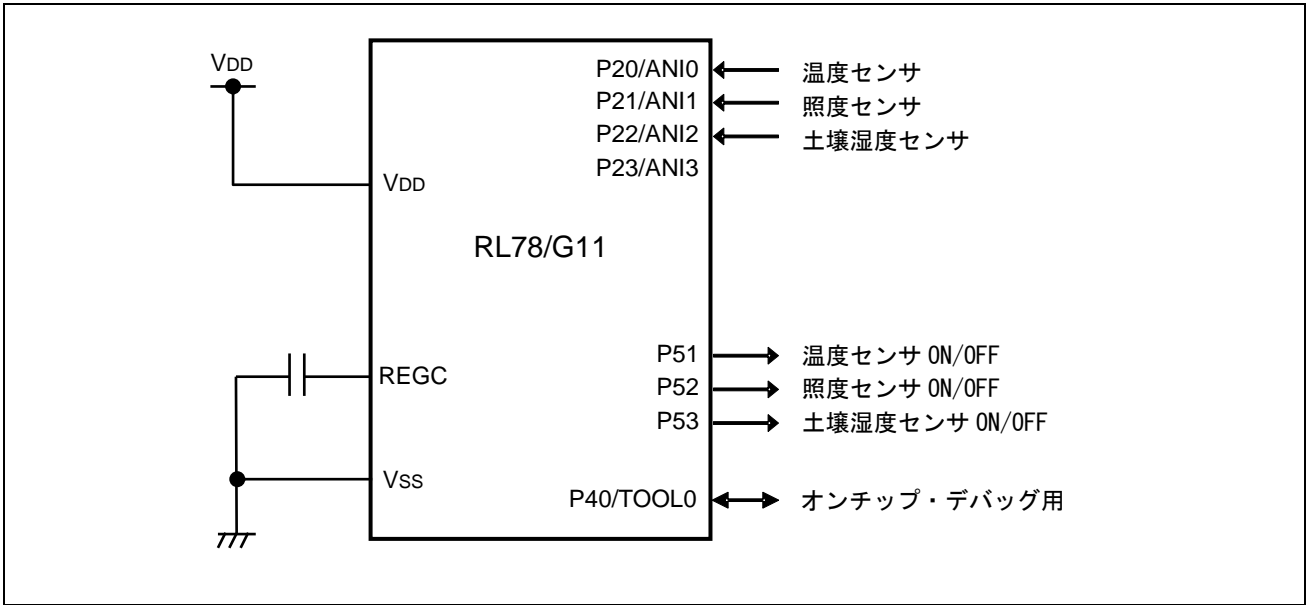 VDD
P20/ANI0 温度センサ
P21/ANI1 照度センサ
P22/ANI2 土壌湿度センサ
P23/ANI3
VDD
RL78/G11
P51 温度センサ ON/OFF
REGC
P52 照度センサ ON/OFF
P53 土壌湿度センサ ON/OFF
VSS
P40/TOOL0 オンチップ・デバッグ用